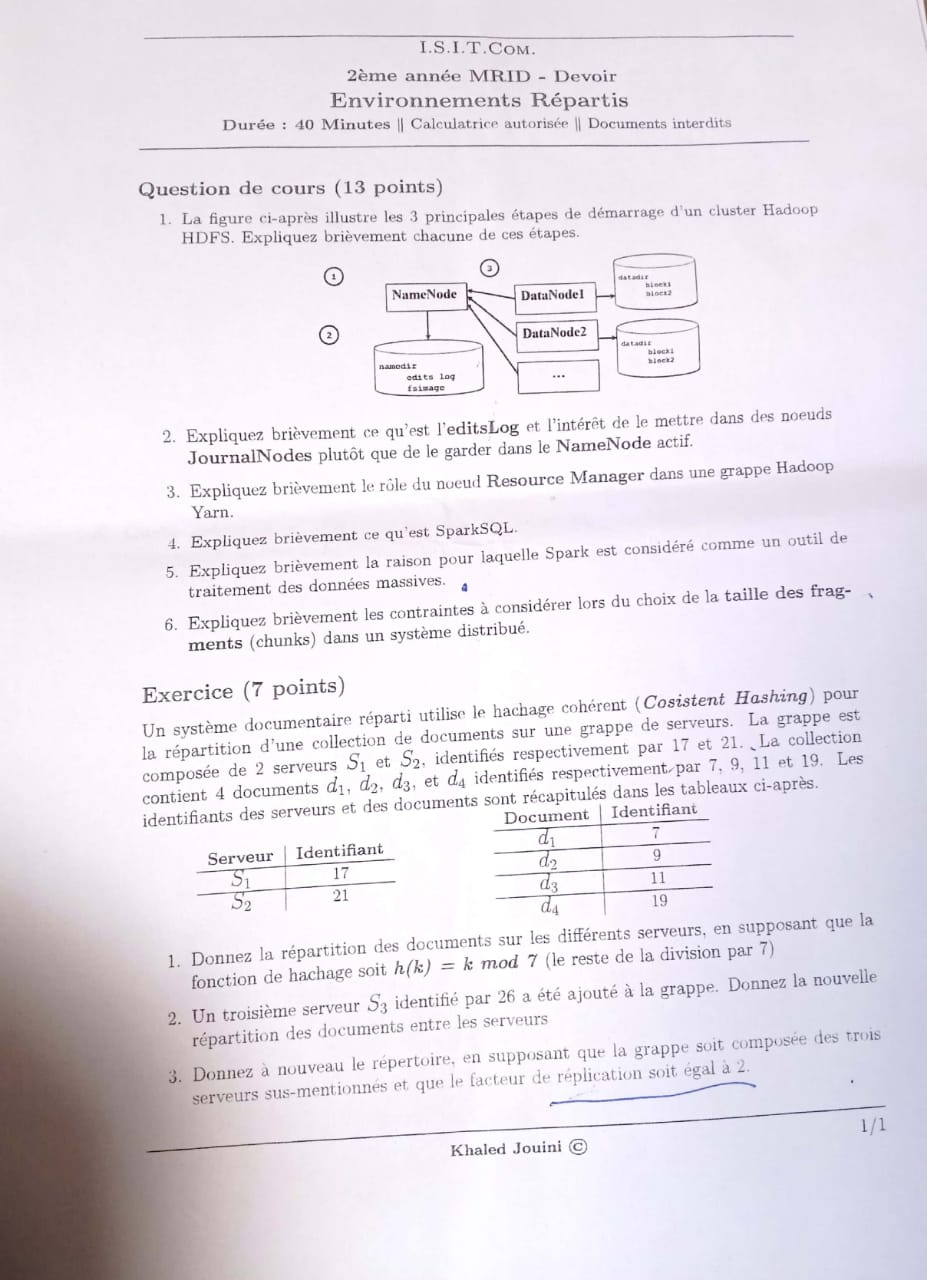 I.S.I.T.Com.
2ème année MRID - Devoir
Environnements Répartis
Durée : 40 Minutes || Calculatrice autorisée || Documents interdits
Question de cours (13 points)
1. La figure ci-après illustre les 3 principales étapes de démarrage d'un cluster Hadoop
HDFS. Expliquez brièvement chacune de ces étapes.
1
3
datadir
block1
block2
NameNode
DataNode1
2
DataNode2
datadir
block1
block2
namedir
edits log
fsimage
...
2. Expliquez brièvement ce qu'est l'editsLog et l'intérêt de le mettre dans des noeuds
JournalNodes plutôt que de le garder dans le NameNode actif.
3. Expliquez brièvement le rôle du noeud Resource Manager dans une grappe Hadoop
Yarn.
4. Expliquez brièvement ce qu'est SparkSQL.
5. Expliquez brièvement la raison pour laquelle Spark est considéré comme un outil de
traitement des données massives.
6. Expliquez brièvement les contraintes à considérer lors du choix de la taille des frag-
ments (chunks) dans un système distribué.
Exercice (7 points)
Un système documentaire réparti utilise le hachage cohérent (Cosistent Hashing) pour
la répartition d'une collection de documents sur une grappe de serveurs. La grappe est
composée de 2 serveurs S1 et S2, identifiés respectivement par 17 et 21. La collection
contient 4 documents d1, d2, d3, et d4 identifiés respectivement par 7, 9, 11 et 19. Les
identifiants des serveurs et des documents sont récapitulés dans les tableaux ci-après.
Serveur Identifiant
S1 17
S2 21
Document Identifiant
d1 7
d2 9
d3 11
d4 19
1. Donnez la répartition des documents sur les différents serveurs, en supposant que la
fonction de hachage soit h(k) = k mod 7 (le reste de la division par 7)
2. Un troisième serveur S3 identifié par 26 a été ajouté à la grappe. Donnez la nouvelle
répartition des documents entre les serveurs
3. Donnez à nouveau le répertoire, en supposant que la grappe soit composée des trois
serveurs sus-mentionnés et que le facteur de réplication soit égal à 2.
Khaled Jouini ©
1/1